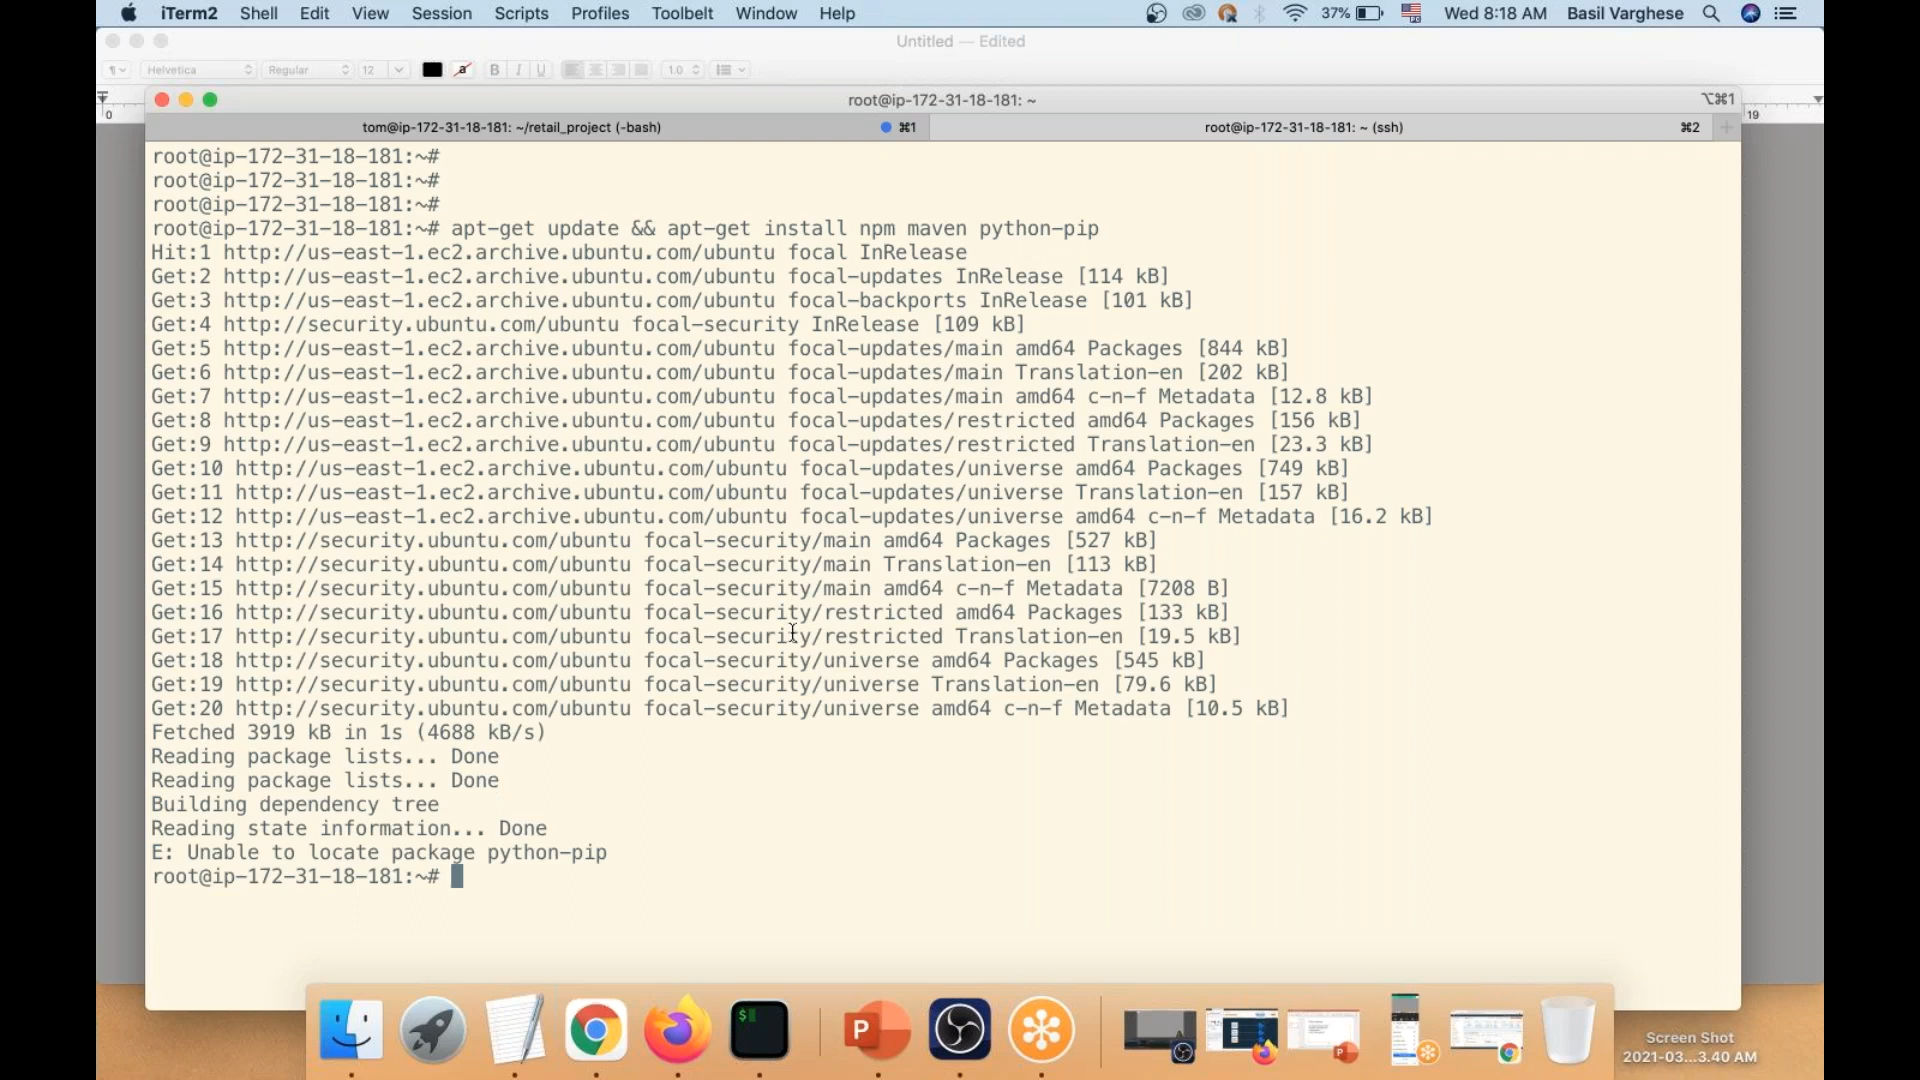 iTerm2 Shell Edit View Session Scripts Profiles Toolbelt Window Help 37% Wed 8:18 AM Basil Varghese
Untitled — Edited
Helvetica Regular 12 a B I U 1.0
root@ip-172-31-18-181: ~ ⌥⌘1
0 19
tom@ip-172-31-18-181: ~/retail_project (-bash) ⌘1 root@ip-172-31-18-181: ~ (ssh) ⌘2 +
root@ip-172-31-18-181:~#
root@ip-172-31-18-181:~#
root@ip-172-31-18-181:~#
root@ip-172-31-18-181:~# apt-get update && apt-get install npm maven python-pip
Hit:1 http://us-east-1.ec2.archive.ubuntu.com/ubuntu focal InRelease
Get:2 http://us-east-1.ec2.archive.ubuntu.com/ubuntu focal-updates InRelease [114 kB]
Get:3 http://us-east-1.ec2.archive.ubuntu.com/ubuntu focal-backports InRelease [101 kB]
Get:4 http://security.ubuntu.com/ubuntu focal-security InRelease [109 kB]
Get:5 http://us-east-1.ec2.archive.ubuntu.com/ubuntu focal-updates/main amd64 Packages [844 kB]
Get:6 http://us-east-1.ec2.archive.ubuntu.com/ubuntu focal-updates/main Translation-en [202 kB]
Get:7 http://us-east-1.ec2.archive.ubuntu.com/ubuntu focal-updates/main amd64 c-n-f Metadata [12.8 kB]
Get:8 http://us-east-1.ec2.archive.ubuntu.com/ubuntu focal-updates/restricted amd64 Packages [156 kB]
Get:9 http://us-east-1.ec2.archive.ubuntu.com/ubuntu focal-updates/restricted Translation-en [23.3 kB]
Get:10 http://us-east-1.ec2.archive.ubuntu.com/ubuntu focal-updates/universe amd64 Packages [749 kB]
Get:11 http://us-east-1.ec2.archive.ubuntu.com/ubuntu focal-updates/universe Translation-en [157 kB]
Get:12 http://us-east-1.ec2.archive.ubuntu.com/ubuntu focal-updates/universe amd64 c-n-f Metadata [16.2 kB]
Get:13 http://security.ubuntu.com/ubuntu focal-security/main amd64 Packages [527 kB]
Get:14 http://security.ubuntu.com/ubuntu focal-security/main Translation-en [113 kB]
Get:15 http://security.ubuntu.com/ubuntu focal-security/main amd64 c-n-f Metadata [7208 B]
Get:16 http://security.ubuntu.com/ubuntu focal-security/restricted amd64 Packages [133 kB]
Get:17 http://security.ubuntu.com/ubuntu focal-security/restricted Translation-en [19.5 kB]
Get:18 http://security.ubuntu.com/ubuntu focal-security/universe amd64 Packages [545 kB]
Get:19 http://security.ubuntu.com/ubuntu focal-security/universe Translation-en [79.6 kB]
Get:20 http://security.ubuntu.com/ubuntu focal-security/universe amd64 c-n-f Metadata [10.5 kB]
Fetched 3919 kB in 1s (4688 kB/s)
Reading package lists... Done
Reading package lists... Done
Building dependency tree
Reading state information... Done
E: Unable to locate package python-pip
root@ip-172-31-18-181:~#
$ P
Screen Shot
2021-03...3.40 AM